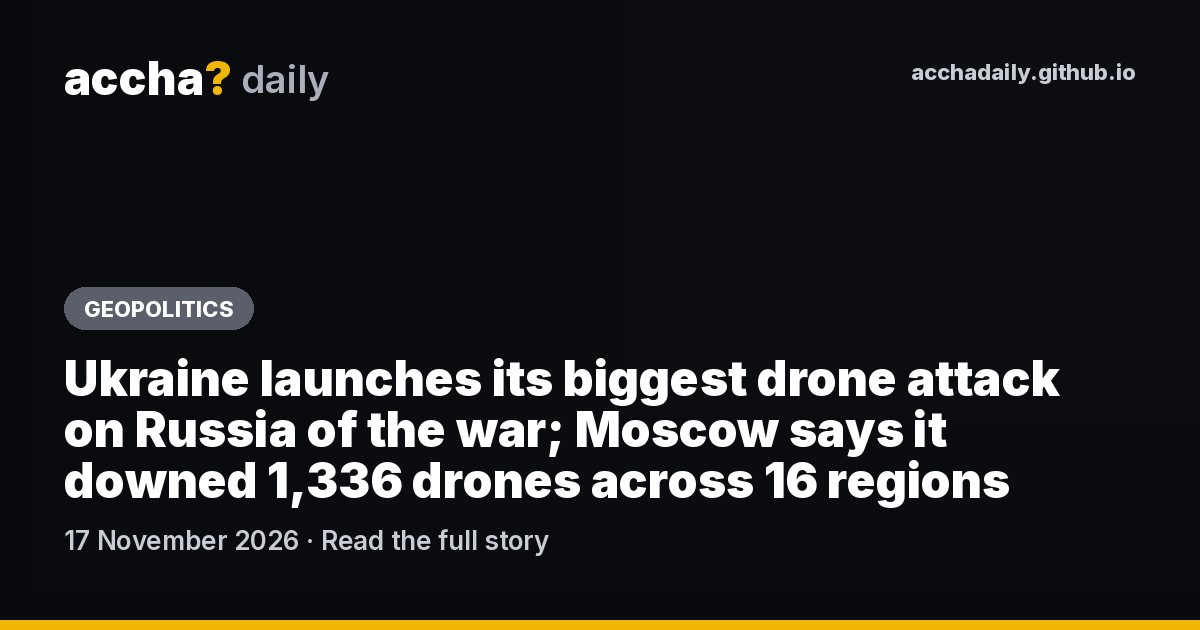 accha? daily
acchadaily.github.io
GEOPOLITICS
Ukraine launches its biggest drone attack
on Russia of the war; Moscow says it
downed 1,336 drones across 16 regions
17 November 2026 · Read the full story